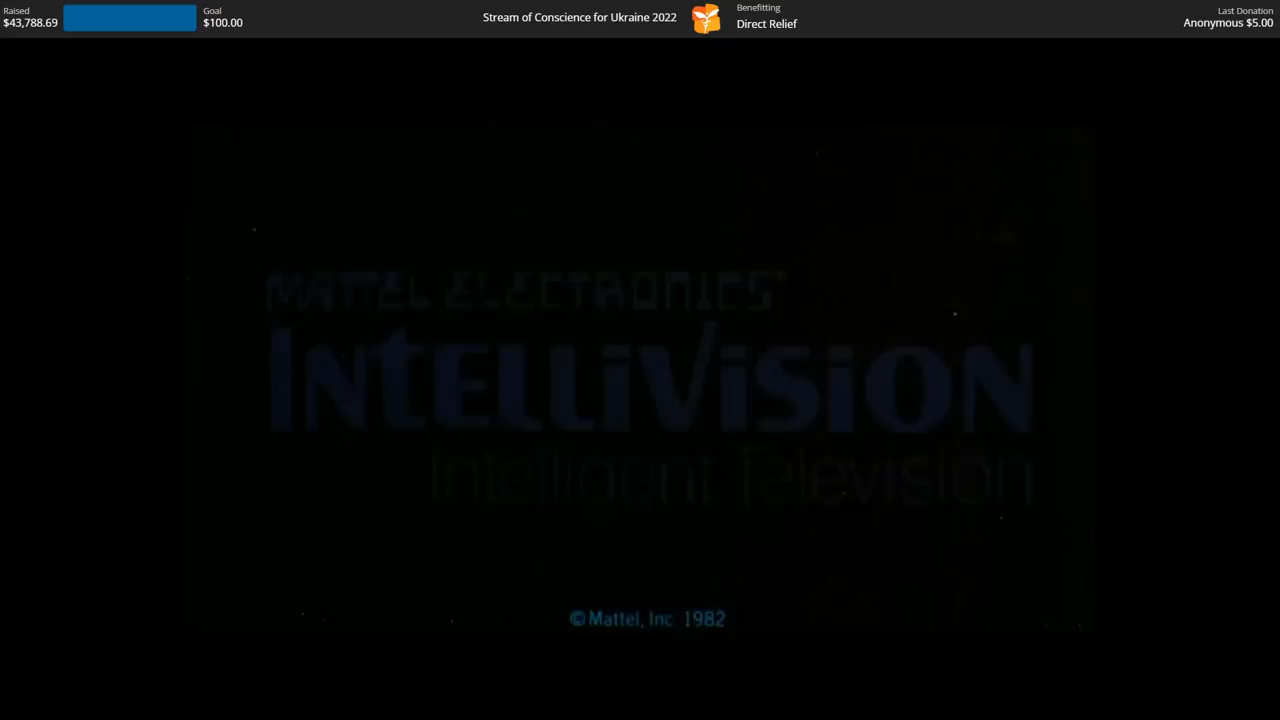 Raised
$43,788.69
Goal
$100.00
Stream of Conscience for Ukraine 2022
Benefitting
Direct Relief
Last Donation
Anonymous $5.00
MATTEL ELECTRONICS
INTELLIVISION
Intelligent Television
©Mattel, Inc. 1982